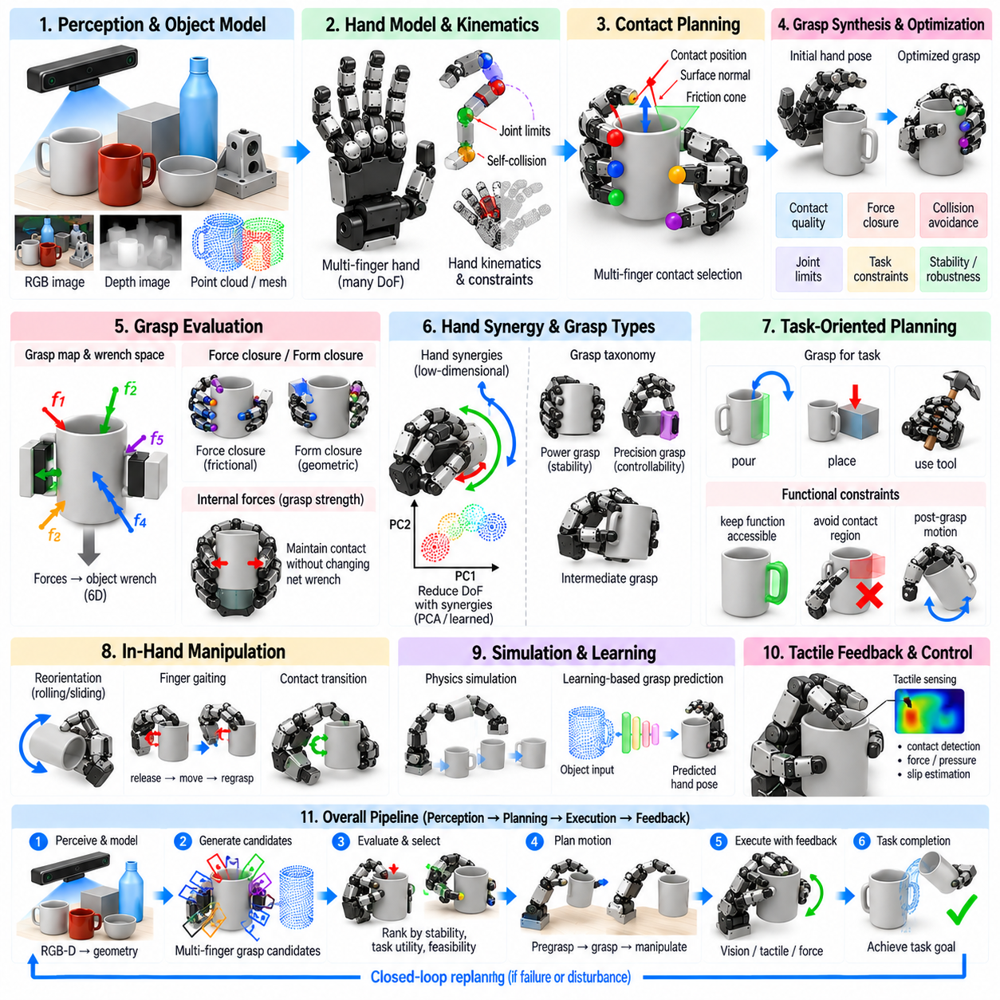 1. Perception & Object Model
RGB image
Depth image
Point cloud / mesh
2. Hand Model & Kinematics
Joint limits
Self-collision
Multi-finger hand
(many DoF)
Hand kinematics
& constraints
3. Contact Planning
Contact position
Surface normal
Friction cone
Multi-finger contact selection
4. Grasp Synthesis & Optimization
Initial hand pose
Optimized grasp
Contact
quality
Force
closure
Collision
avoidance
Joint
limits
Task
constraints
Stability /
robustness
5. Grasp Evaluation
Grasp map & wrench space
f1
f2
f5
f4
f2
Forces → object wrench
(6D)
Force closure / Form closure
Force closure
(frictional)
Form closure
(geometric)
Internal forces (grasp strength)
Maintain contact
without changing
net wrench
6. Hand Synergy & Grasp Types
Hand synergies
(low-dimensional)
PC2
PC1
Reduce DoF
with synergies
(PCA / learned)
Grasp taxonomy
Power grasp
(stability)
Precision grasp
(controllability)
Intermediate grasp
7. Task-Oriented Planning
Grasp for task
pour
place
use tool
Functional constraints
keep function
accessible
avoid contact
region
post-grasp
motion
8. In-Hand Manipulation
Reorientation
(rolling/sliding)
Finger gaiting
release → move → regrasp
Contact transition
9. Simulation & Learning
Physics simulation
Learning-based grasp prediction
Object input
Predicted
hand pose
10. Tactile Feedback & Control
Tactile sensing
• contact detection
• force / pressure
• slip estimation
11. Overall Pipeline (Perception → Planning → Execution → Feedback)
1 Perceive & model
RGB-D → geometry
2 Generate candidates
Multi-finger grasp candidates
3 Evaluate & select
Rank by stability,
task utility, feasibility
4 Plan motion
Pregrasp → grasp → manipulate
5 Execute with feedback
Vision / tactile / force
6 Task completion
Achieve task goal
Closed-loop (if failure or disturbance)